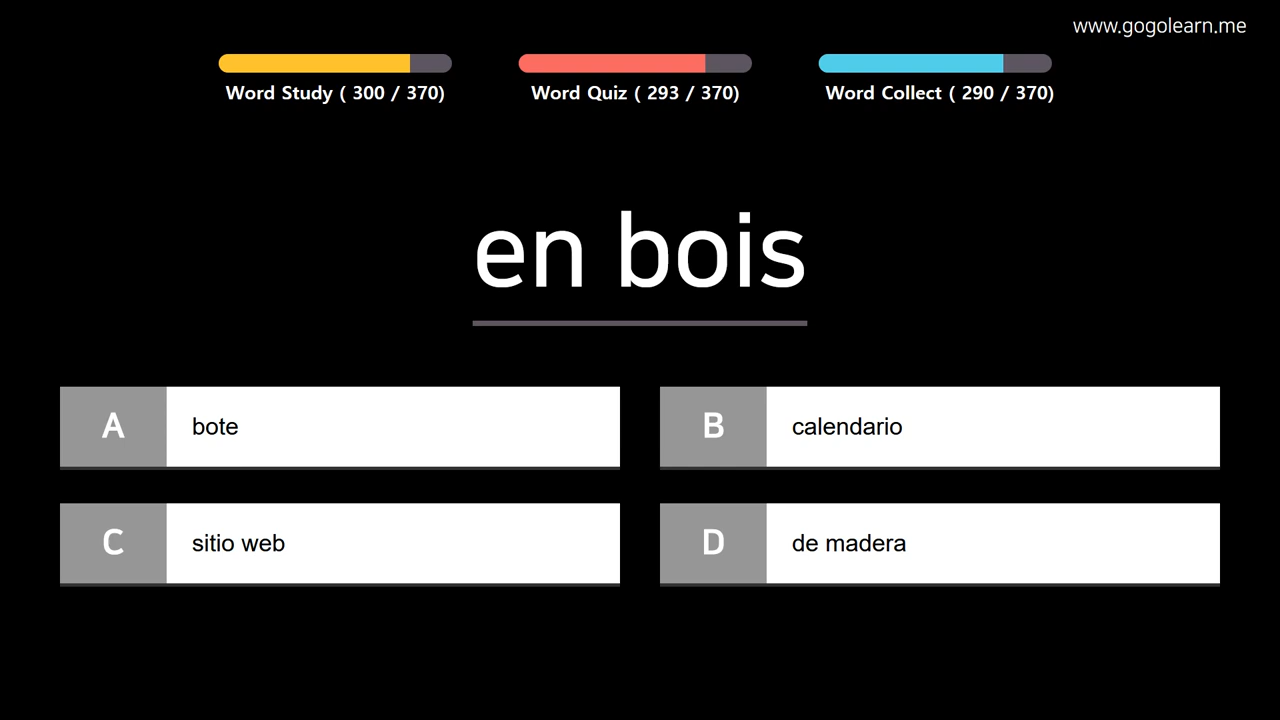 www.gogolearn.me
Word Study ( 300 / 370)
Word Quiz ( 293 / 370)
Word Collect ( 290 / 370)
en bois
A bote
B calendario
C sitio web
D de madera